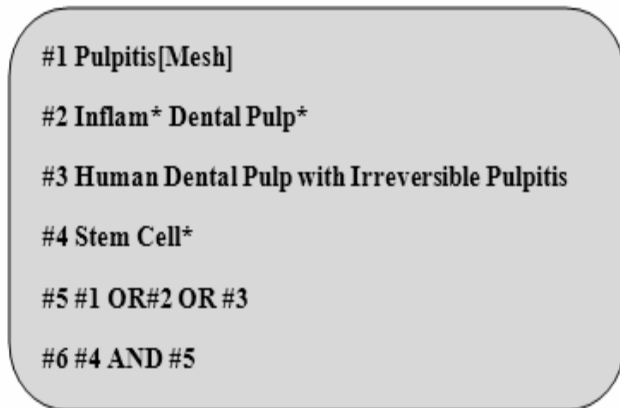 #1 Pulpitis[Mesh]
#2 Inflam* Dental Pulp*
#3 Human Dental Pulp with Irreversible Pulpitis
#4 Stem Cell*
#5 #1 OR#2 OR #3
#6 #4 AND #5